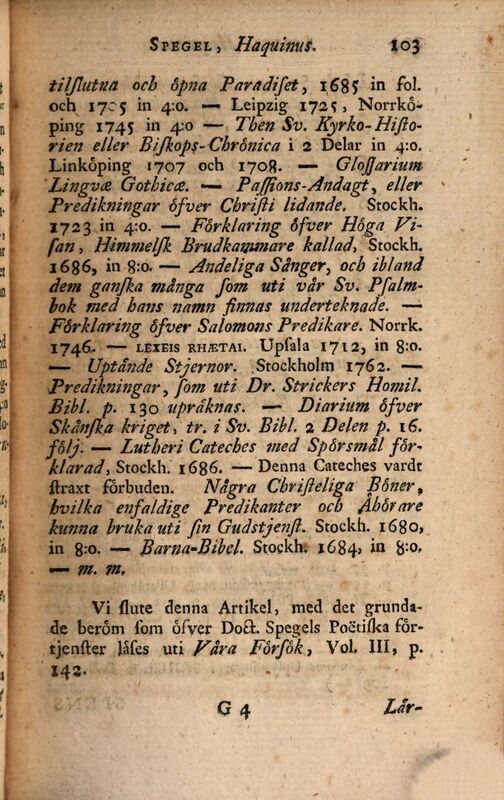 SPEGEL, Haquinus. 103
tilſlutna och öpna Paradiſet, 1685 in fol.
och 1705 in 4:o. — Leipzig 1725, Norrkö-
ping 1745 in 4:o — Then Sv. Kyrko-Hiſto-
rien eller Biſkops-Chrönica i 2 Delar in 4:o.
Linköping 1707 och 1708. — Gloſſarium
Lingvæ Gothicæ. — Paſſions-Andagt, eller
Predikningar öfver Chriſti lidande. Stockh.
1723 in 4:o. — Förklaring öfver Höga Vi-
ſan, Himmelſk Brudkammare kallad, Stockh.
1686, in 8:o. — Andeliga Sånger, och ibland
dem ganſka många ſom uti vår Sv. Pſalm-
bok med hans namn finnas underteknade. —
Förklaring öfver Salomons Predikare. Norrk.
1746. — LEXEIS RHÆTAI. Upſala 1712, in 8:o.
— Uptände Stjernor. Stockholm 1762. —
Predikningar, ſom uti Dr. Strickers Homil.
Bibl. p. 130 upräknas. — Diarium öfver
Skånſka kriget, tr. i Sv. Bibl. 2 Delen p. 16.
följ. — Lutheri Cateches med Spörsmål för-
klarad, Stockh. 1686. — Denna Cateches vardt
ſtraxt förbuden. Några Chriſteliga Böner,
hvilka enfaldige Predikanter och Åhörare
kunna bruka uti ſin Gudstjenſt. Stockh. 1680,
in 8:o. — Barna-Bibel. Stockh. 1684, in 8:o.
— m. m.
Vi ſlute denna Artikel, med det grunda-
de beröm ſom öfver Doct. Spegels Poëtiſka för-
tjenſter läſes uti Våra Förſök, Vol. III, p.
142.
G 4 Lär-